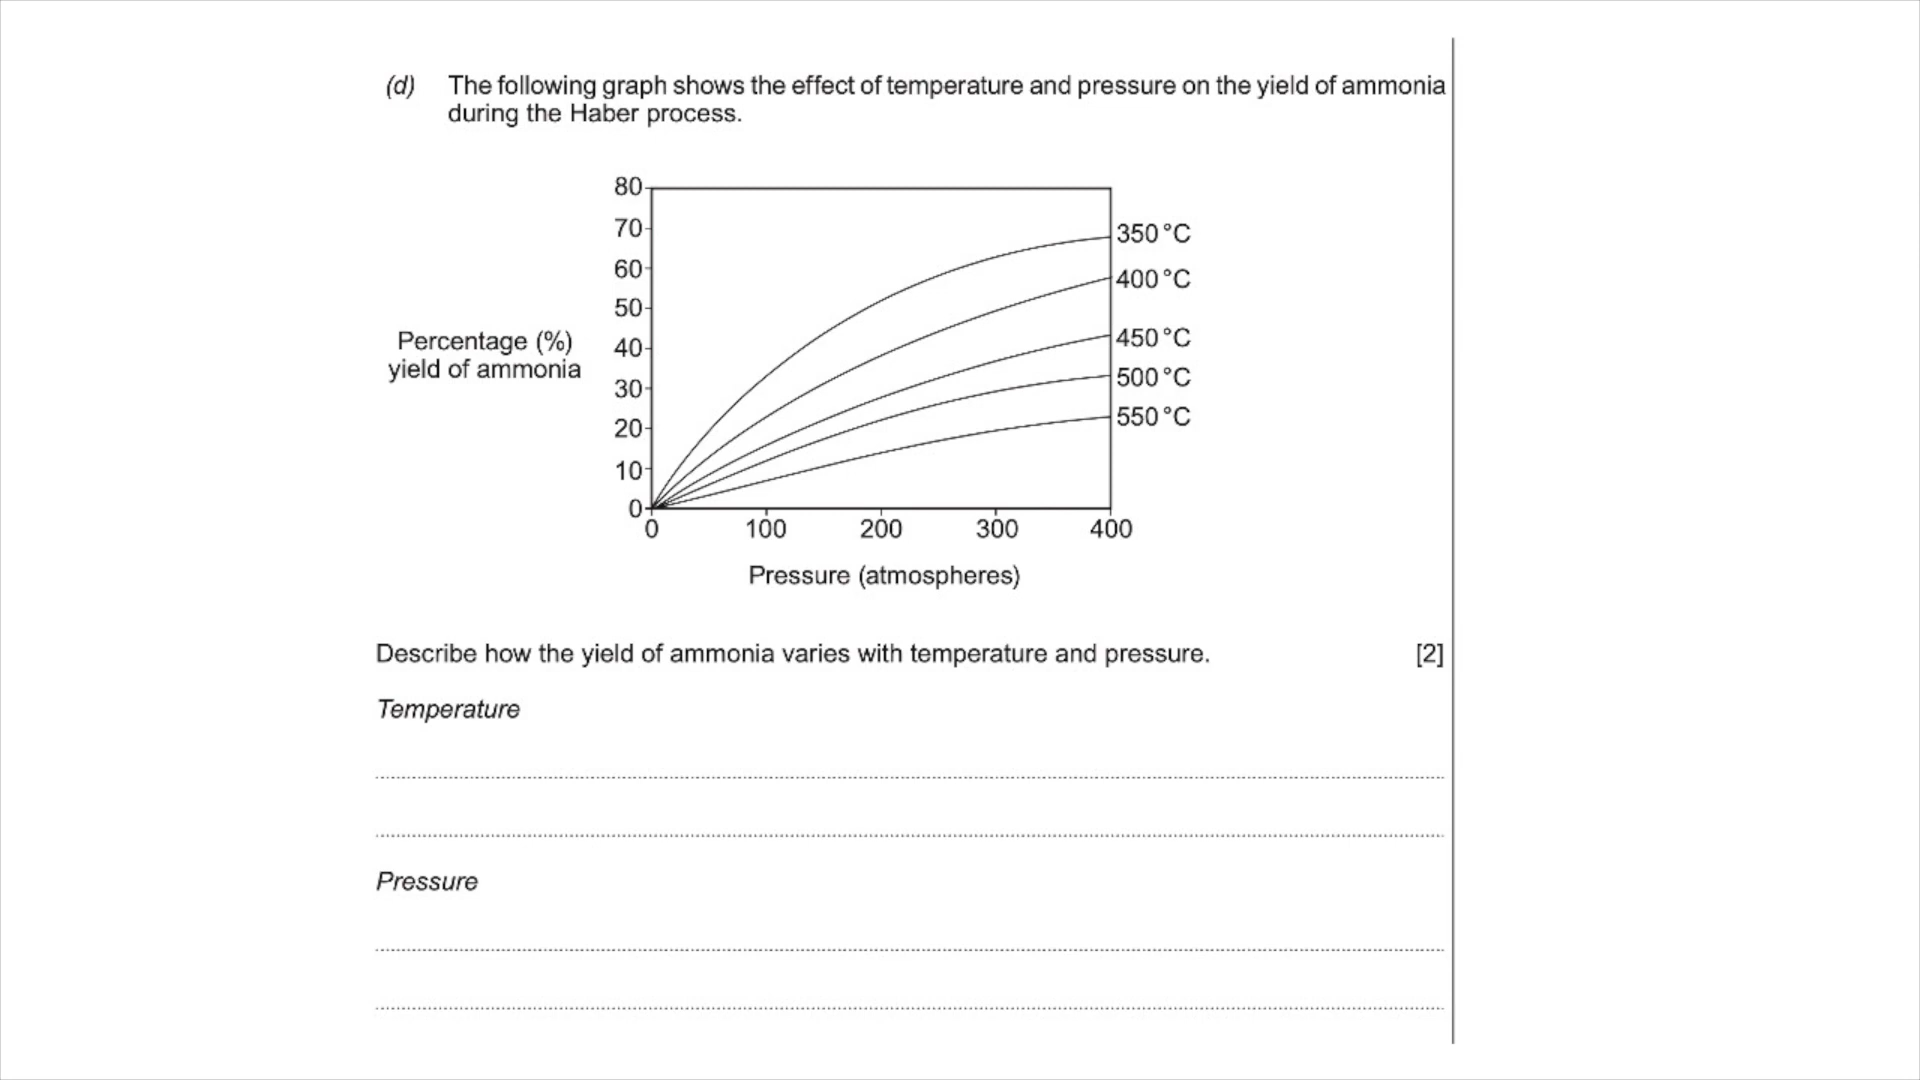 (d) The following graph shows the effect of temperature and pressure on the yield of ammonia
during the Haber process.
80
70
60
50
40
30
20
10
0
Percentage (%)
yield of ammonia
350 °C
400 °C
450 °C
500 °C
550 °C
0 100 200 300 400
Pressure (atmospheres)
Describe how the yield of ammonia varies with temperature and pressure. [2]
Temperature
Pressure